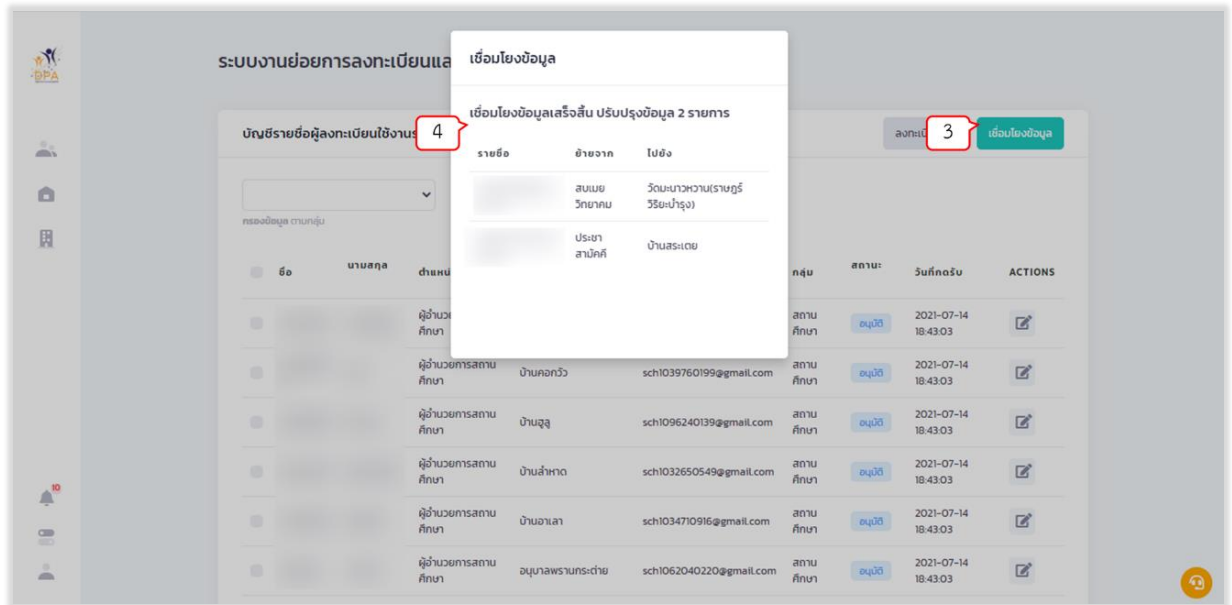 DPA
ระบบงานย่อยการลงทะเบียนแล
เชื่อมโยงข้อมูล
เชื่อมโยงข้อมูลเสร็จสิ้น ปรับปรุงข้อมูล 2 รายการ
บัญชีรายชื่อผู้ลงทะเบียนใช้งาน
4
3
เชื่อมโยงข้อมูล
รายชื่อ ย้ายจาก ไปยัง
สบเมย วัดมะนาวหวาน(ราษฎร์
วิทยาคม วิริยะบำรุง)
กรองข้อมูล ตามกลุ่ม
ประชา บ้านสระเตย
สามัคคี
ชื่อ นามสกุล กลุ่ม สถานะ วันที่กดรับ ACTIONS
สถาน อนุมัติ 2021-07-14
ศึกษา ศึกษา 18:43:03
ผู้อำนวยการสถาน บ้านคอกวัว sch1039760199@gmail.com สถาน อนุมัติ 2021-07-14
ศึกษา ศึกษา 18:43:03
ผู้อำนวยการสถาน บ้านฮูลู sch1096240139@gmail.com สถาน อนุมัติ 2021-07-14
ศึกษา ศึกษา 18:43:03
ผู้อำนวยการสถาน บ้านลำหาด sch1032650549@gmail.com สถาน อนุมัติ 2021-07-14
ศึกษา ศึกษา 18:43:03
ผู้อำนวยการสถาน บ้านอาเลา sch1034710916@gmail.com สถาน อนุมัติ 2021-07-14
ศึกษา ศึกษา 18:43:03
ผู้อำนวยการสถาน อนุบาลพรานกระต่าย sch1062040220@gmail.com สถาน อนุมัติ 2021-07-14
ศึกษา ศึกษา 18:43:03
10